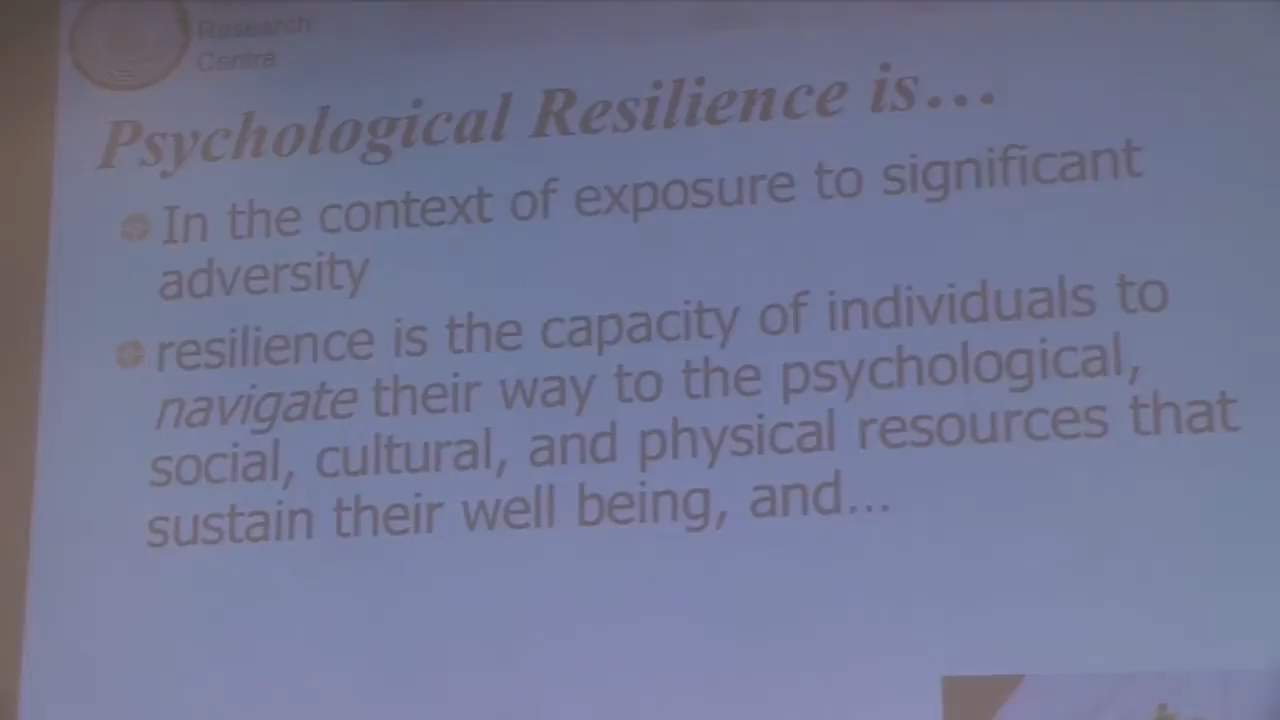 Research
Centre
Psychological Resilience is...
In the context of exposure to significant
adversity
resilience is the capacity of individuals to
navigate their way to the psychological,
social, cultural, and physical resources that
sustain their well being, and...